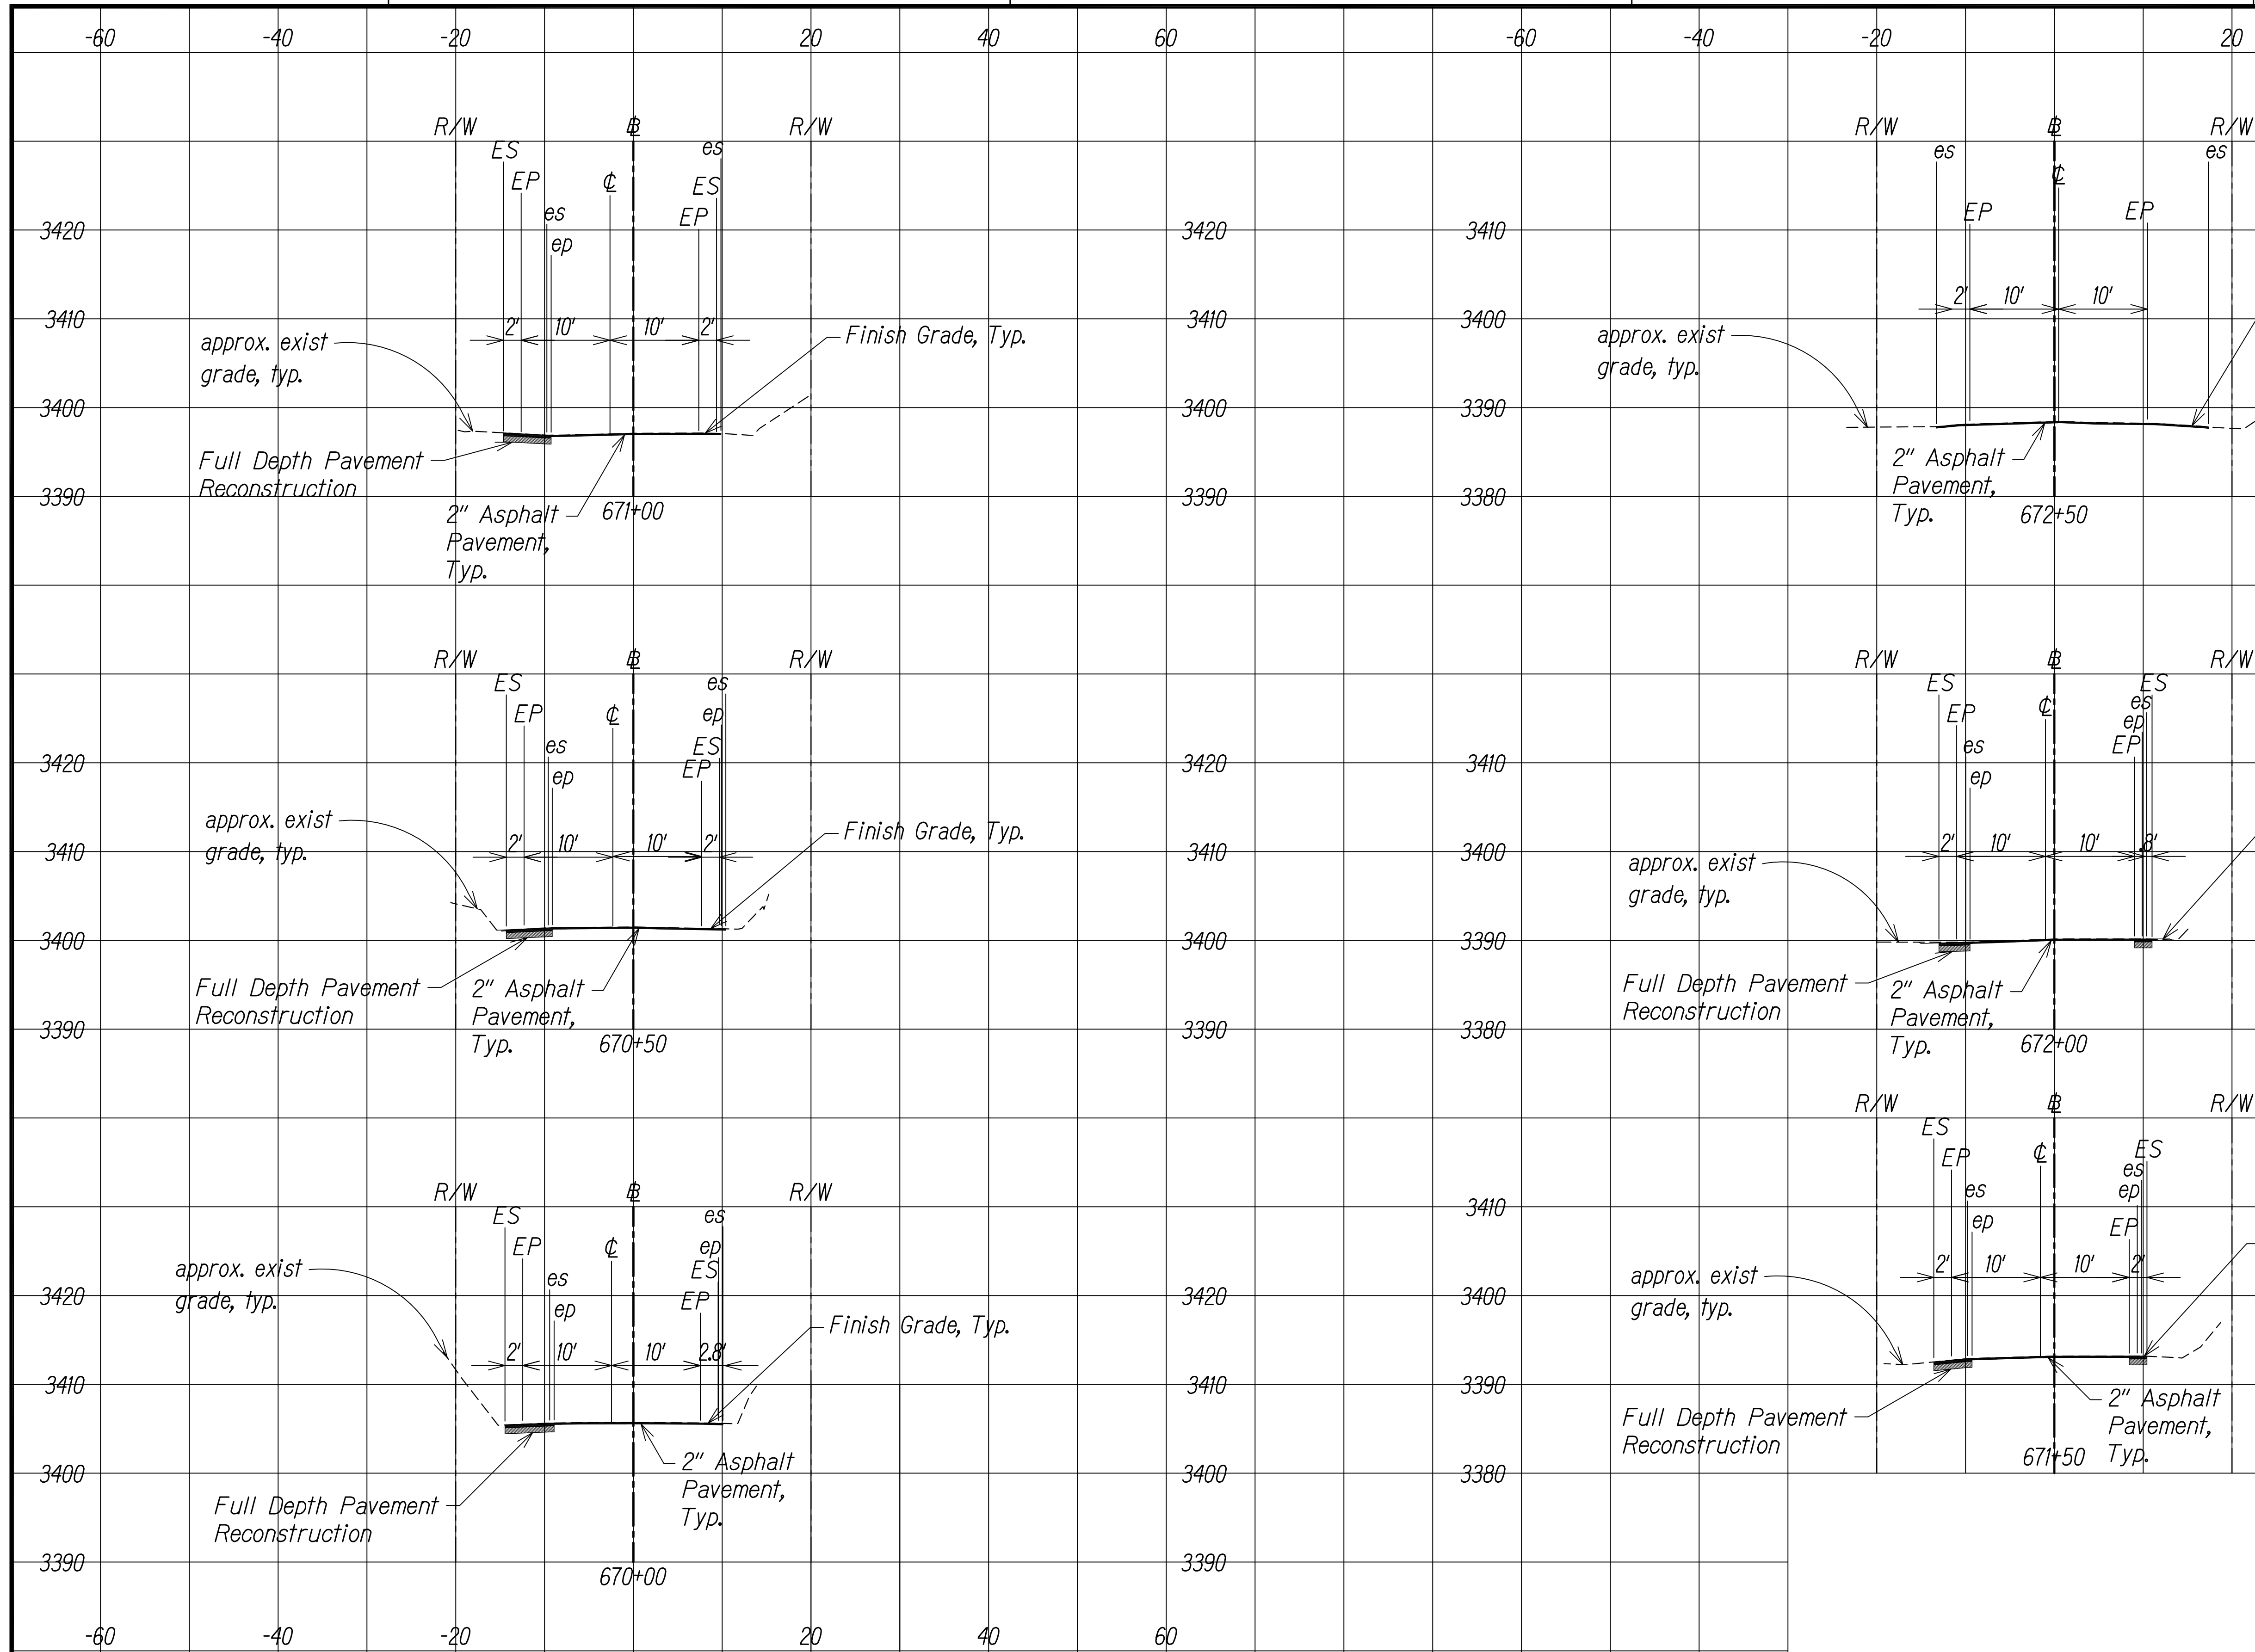 -60 -40 -20 20 40 60 -60 -40 -20 20
R/W ⅊ R/W
ES
EP
es
ep
℄
es
ES
EP
3420 3420
3410 3410
2' 10' 10' 2'
approx. exist
grade, typ.
Finish Grade, Typ.
3400 3400
Full Depth Pavement
Reconstruction
3390 3390
2" Asphalt
Pavement,
Typ.
671+00
R/W R/W
es
℄
es
EP
EP
3410
2' 10' 10'
3400
approx. exist
grade, typ.
3390
2" Asphalt
Pavement,
Typ.
3380
672+50
R/W R/W
ES
EP
es
ep
℄
es
ep
ES
EP
3420 3420
approx. exist
grade, typ.
2' 10' 10' 2'
Finish Grade, Typ.
3410 3410
3400 3400
Full Depth Pavement
Reconstruction
2" Asphalt
Pavement,
Typ.
3390 3390
670+50
R/W R/W
ES
EP
es
ep
℄
ES
es
ep
EP
3410
2' 10' 10' .8'
3400
approx. exist
grade, typ.
3390
Full Depth Pavement
Reconstruction
2" Asphalt
Pavement,
Typ.
3380
672+00
R/W R/W
ES
EP
es
ep
℄
es
ep
ES
EP
approx. exist
grade, typ.
3420 3420
2' 10' 10' 2.8'
Finish Grade, Typ.
3410 3410
2" Asphalt
Pavement,
Typ.
3400 3400
Full Depth Pavement
Reconstruction
3390 3390
670+00
R/W R/W
ES
EP
es
ep
℄
ES
es
ep
EP
3410
2' 10' 10' 2'
approx. exist
grade, typ.
3400
3390
Full Depth Pavement
Reconstruction
2" Asphalt
Pavement,
Typ.
671+50
3380
-60 -40 -20 20 40 60